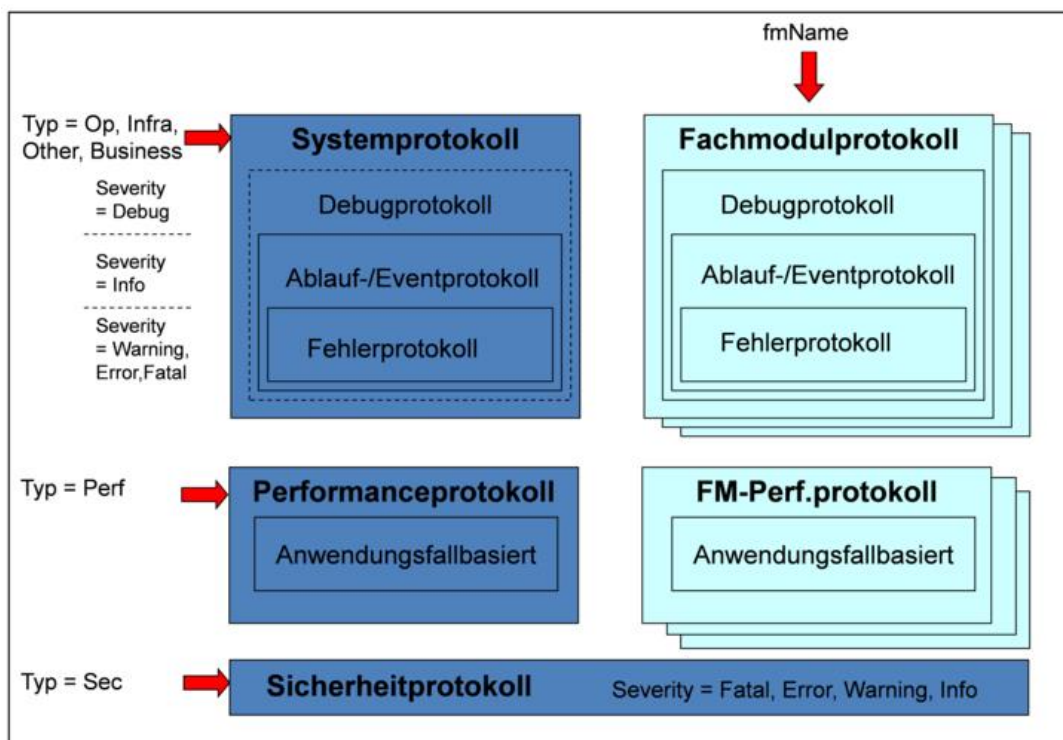 fmName
Typ = Op, Infra,
Other, Business
Severity
= Debug
Severity
= Info
Severity
= Warning,
Error,Fatal
Systemprotokoll
Debugprotokoll
Ablauf-/Eventprotokoll
Fehlerprotokoll
Fachmodulprotokoll
Debugprotokoll
Ablauf-/Eventprotokoll
Fehlerprotokoll
Typ = Perf
Performanceprotokoll
Anwendungsfallbasiert
FM-Perf.protokoll
Anwendungsfallbasiert
Typ = Sec
Sicherheitprotokoll
Severity = Fatal, Error, Warning, Info